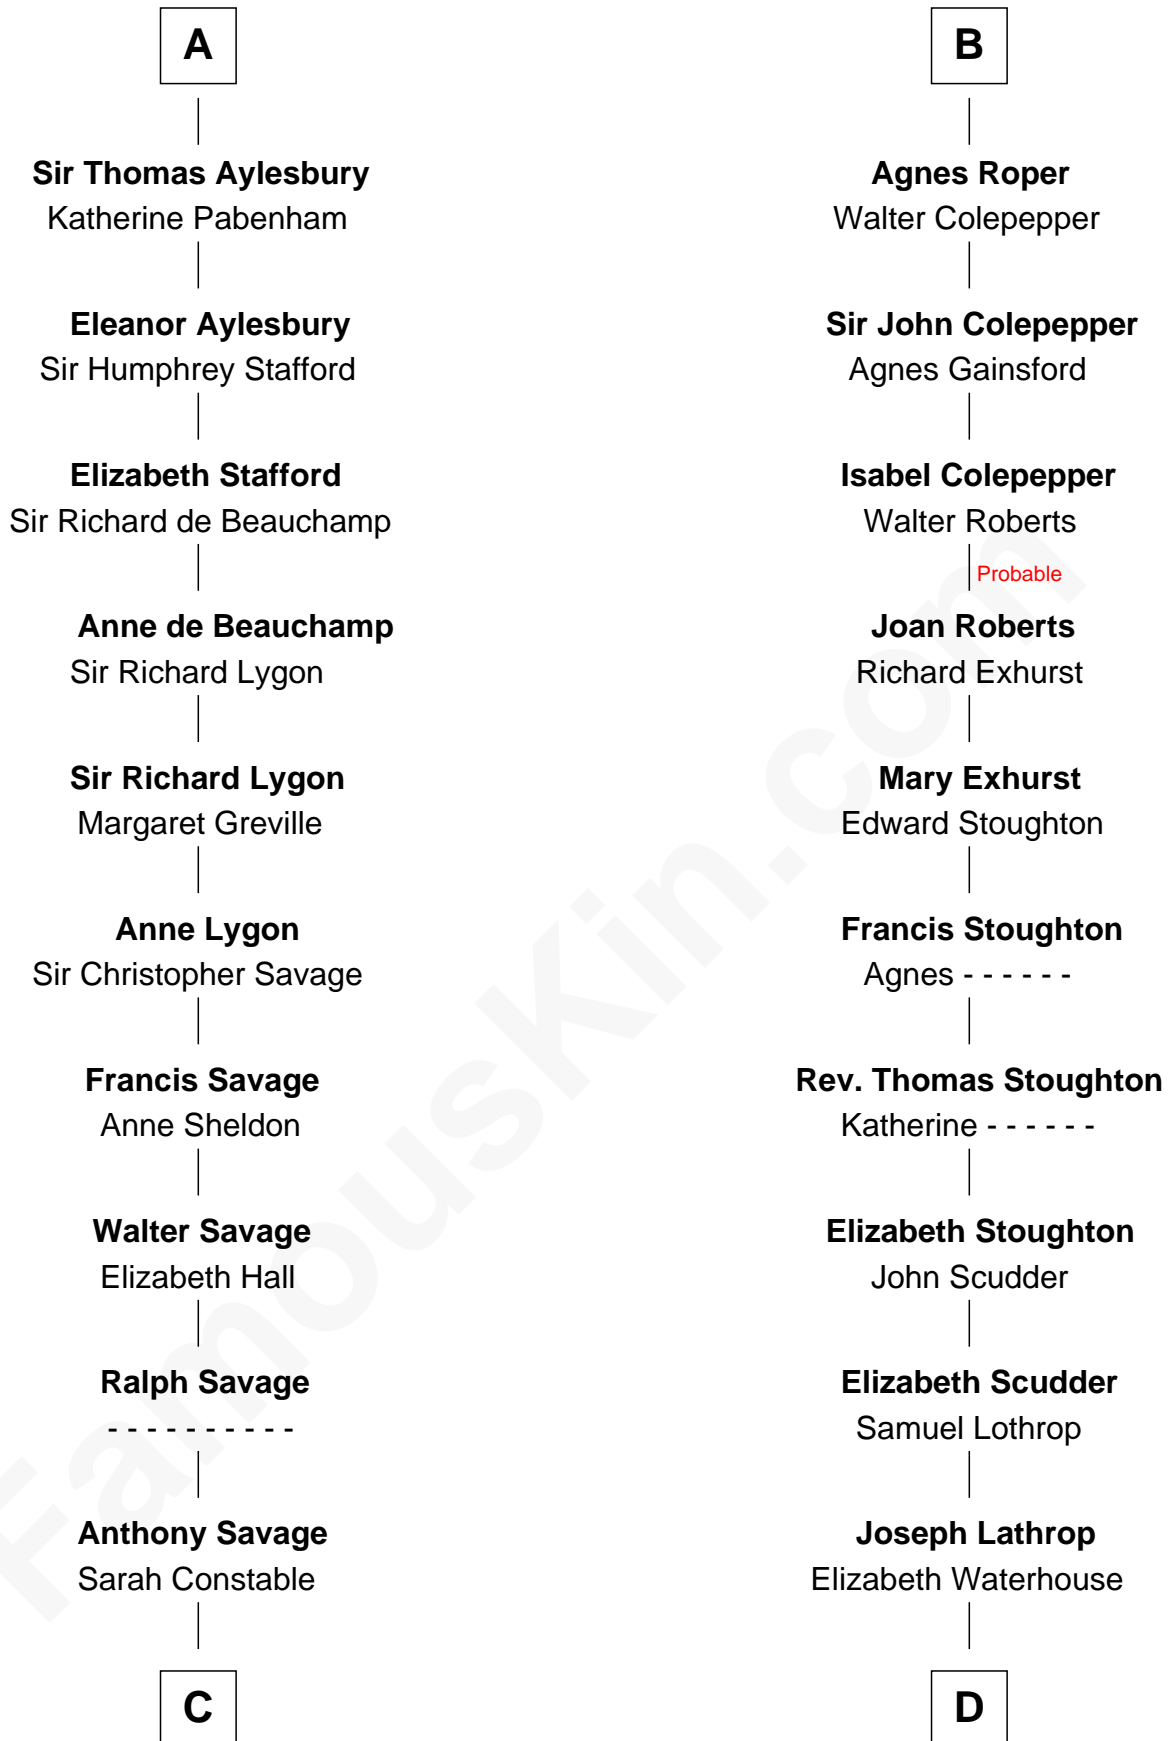 A
Sir Thomas Aylesbury
Katherine Pabenham
Eleanor Aylesbury
Sir Humphrey Stafford
Elizabeth Stafford
Sir Richard de Beauchamp
Anne de Beauchamp
Sir Richard Lygon
Sir Richard Lygon
Margaret Greville
Anne Lygon
Sir Christopher Savage
Francis Savage
Anne Sheldon
Walter Savage
Elizabeth Hall
Ralph Savage
- - - - - - - - - -
Anthony Savage
Sarah Constable
C
B
Agnes Roper
Walter Colepepper
Sir John Colepepper
Agnes Gainsford
Isabel Colepepper
Walter Roberts
Probable
Joan Roberts
Richard Exhurst
Mary Exhurst
Edward Stoughton
Francis Stoughton
Agnes - - - - - -
Rev. Thomas Stoughton
Katherine - - - - - -
Elizabeth Stoughton
John Scudder
Elizabeth Scudder
Samuel Lothrop
Joseph Lathrop
Elizabeth Waterhouse
D
FamousKin.com